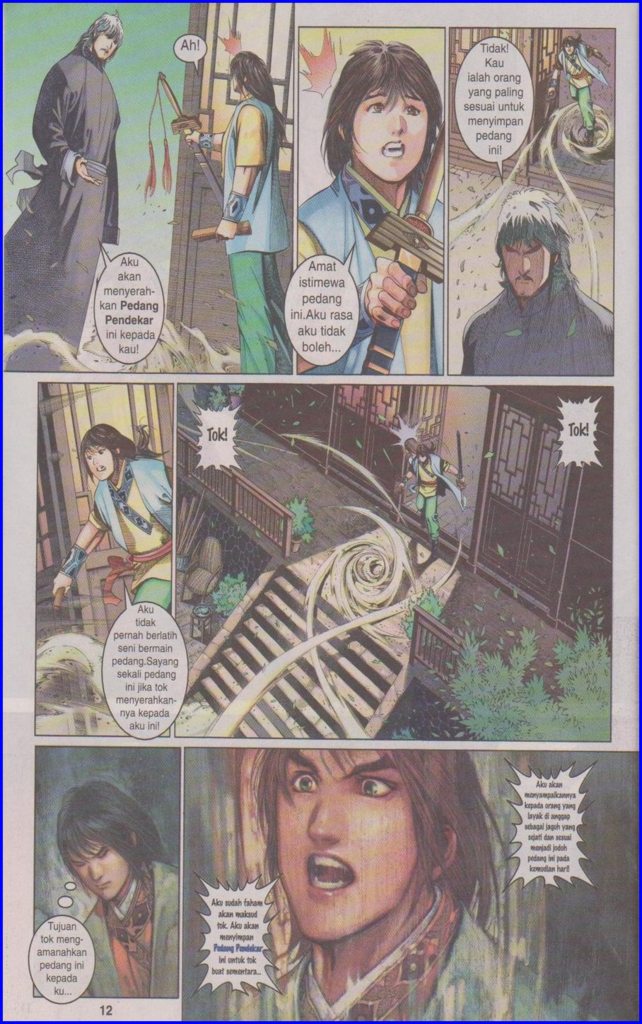 Ah!
Aku
akan
menyerah-
kan Pedang
Pendekar
ini kepada
kau!
Amat
istimewa
pedang
ini.Aku rasa
aku tidak
boleh...
Tidak!
Kau
ialah orang
yang paling
sesuai untuk
menyimpan
pedang
ini!
Aku
tidak
pernah berlatih
seni bermain
pedang.Sayang
sekali pedang
ini jika tok
menyerahkan-
nya kepada
aku ini!
Tok!
Tok!
Tujuan
tok meng-
amanahkan
pedang ini
kepada
ku...
Aku sudah faham
akan maksud
tok. Aku akan
menyimpan
Pedang Pendekar
ini untuk tok
buat sementara...
Aku akan
menyampaikannya
kepada orang yang
layak di anggap
sebagai jaguh yang
sejati dan sesuai
menjadi jodoh
pedang ini pada
kemudian hari!
12